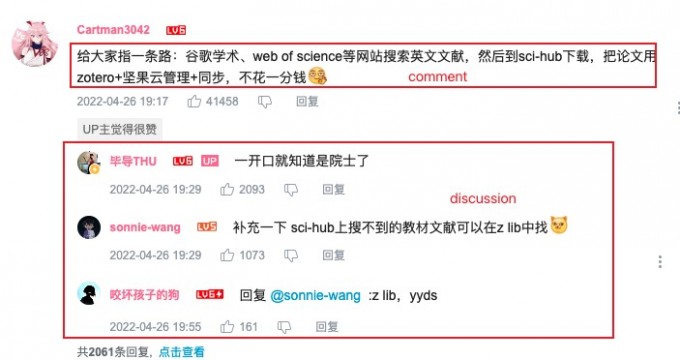 Cartman3042 LV6
给大家指一条路：谷歌学术、web of science等网站搜索英文文献，然后到sci-hub下载，把论文用
zotero+坚果云管理+同步，不花一分钱
comment
2022-04-26 19:17 41458 回复
UP主觉得很赞
毕导THU LV6 UP 一开口就知道是院士了
2022-04-26 19:29 2093 回复
discussion
sonnie-wang LV5 补充一下 sci-hub上搜不到的教材文献可以在z lib中找
2022-04-26 19:29 1073 回复
咬坏孩子的狗 LV6 回复 @sonnie-wang :z lib，yyds
2022-04-26 19:55 161 回复
共2061条回复，点击查看